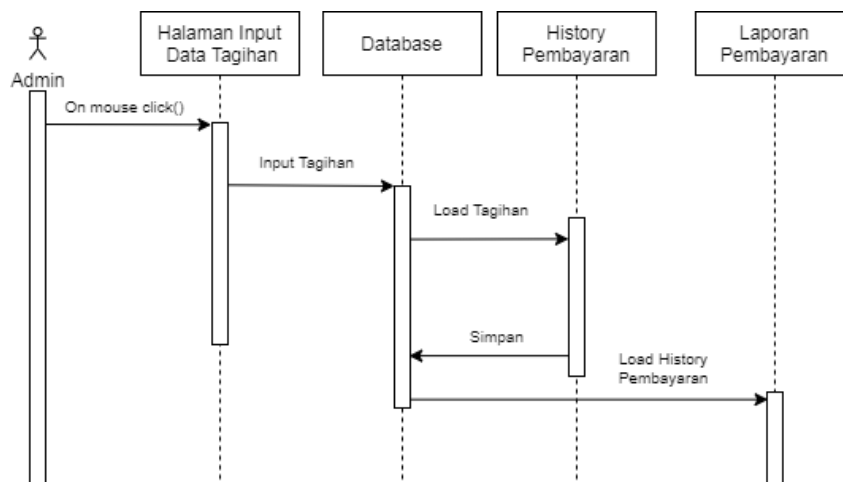 Admin
Halaman Input
Data Tagihan
Database
History
Pembayaran
Laporan
Pembayaran
On mouse click()
Input Tagihan
Load Tagihan
Simpan
Load History
Pembayaran